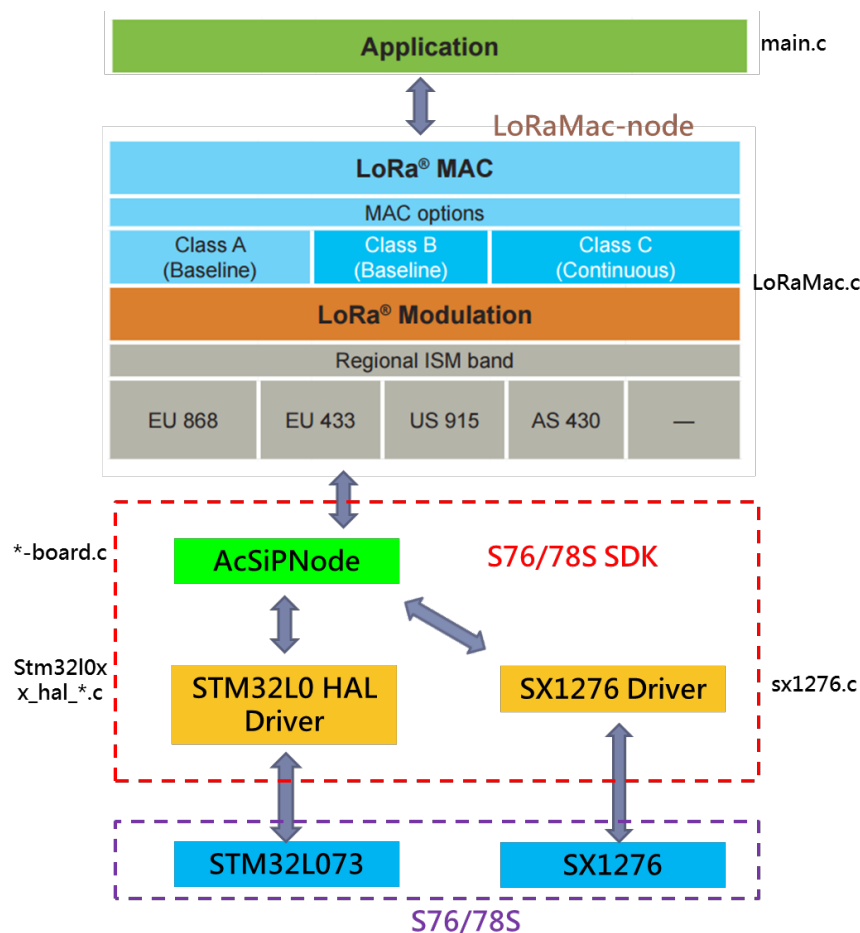 Application
main.c
LoRaMac-node
LoRa® MAC
MAC options
Class A
(Baseline)
Class B
(Baseline)
Class C
(Continuous)
LoRaMac.c
LoRa® Modulation
Regional ISM band
EU 868
EU 433
US 915
AS 430
—
*-board.c
AcSiPNode
S76/78S SDK
Stm32l0x
x_hal_*.c
STM32L0 HAL
Driver
SX1276 Driver
sx1276.c
STM32L073
SX1276
S76/78S